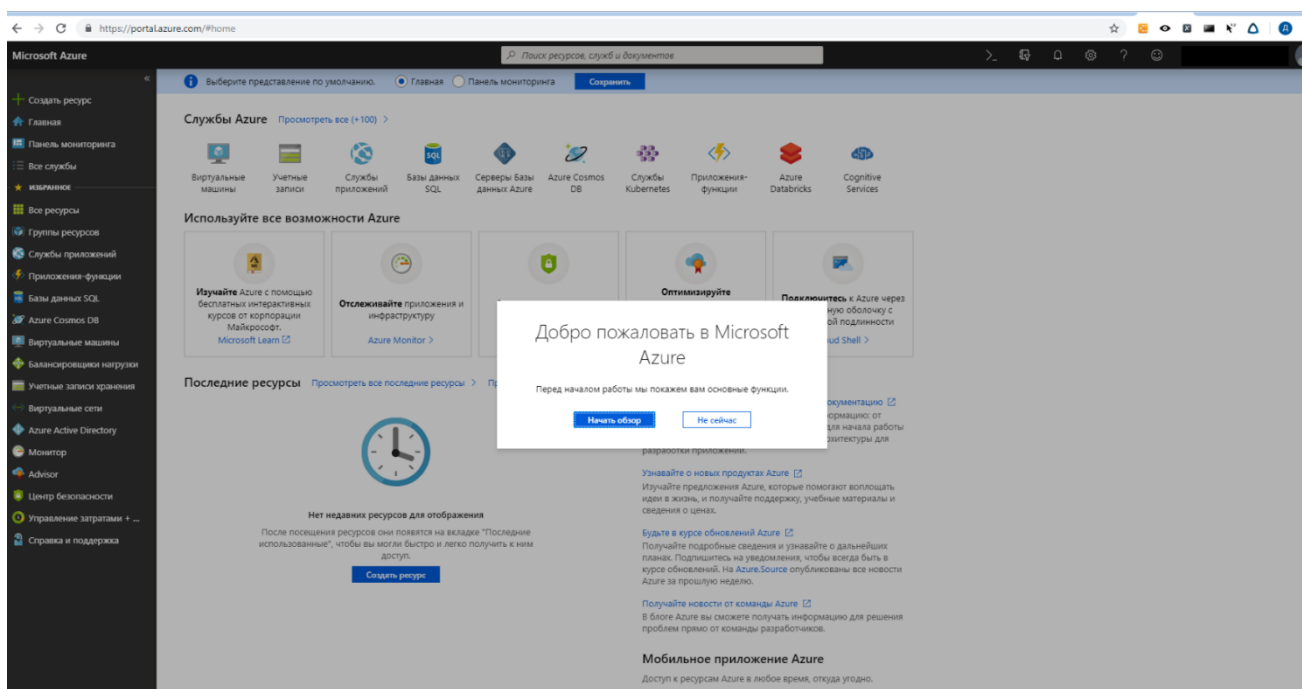 https://portal.azure.com/#home
Microsoft Azure
Поиск ресурсов, служб и документов
Выберите представление по умолчанию.
Главная
Панель мониторинга
Сохранить
Создать ресурс
Главная
Панель мониторинга
Все службы
ИЗБРАННОЕ
Все ресурсы
Группы ресурсов
Службы приложений
Приложения-функции
Базы данных SQL
Azure Cosmos DB
Виртуальные машины
Балансировщики нагрузки
Учетные записи хранения
Виртуальные сети
Azure Active Directory
Монитор
Advisor
Центр безопасности
Управление затратами + ...
Справка и поддержка
Службы Azure Просмотреть все (+100) >
Виртуальные
машины
Учетные
записи
Службы
приложений
SQL
Базы данных
SQL
Серверы Базы
данных Azure
Azure Cosmos
DB
Службы
Kubernetes
Приложения-
функции
Azure
Databricks
Cognitive
Services
Используйте все возможности Azure
Изучайте Azure с помощью
бесплатных интерактивных
курсов от корпорации
Майкрософт.
Microsoft Learn
Отслеживайте приложения и
инфраструктуру
Azure Monitor >
Оптимизируйте
Подключитесь к Azure через
ную оболочку с
ой подлинности
ud Shell >
Добро пожаловать в Microsoft
Azure
Перед началом работы мы покажем вам основные функции.
Начать обзор
Не сейчас
Последние ресурсы Просмотреть все последние ресурсы >
Нет недавних ресурсов для отображения
После посещения ресурсов они появятся на вкладке "Последние
использованные", чтобы вы могли быстро и легко получить к ним
доступ.
Создать ресурс
окументацию
ормацию: от
для начала работы
рхитектуры для
разработки приложений.
Узнавайте о новых продуктах Azure
Изучайте предложения Azure, которые помогают воплощать
идеи в жизнь, и получайте поддержку, учебные материалы и
сведения о ценах.
Будьте в курсе обновлений Azure
Получайте подробные сведения и узнавайте о дальнейших
планах. Подпишитесь на уведомления, чтобы всегда быть в
курсе обновлений. На Azure.Source опубликованы все новости
Azure за прошлую неделю.
Получайте новости от команды Azure
В блоге Azure вы сможете получать информацию для решения
проблем прямо от команды разработчиков.
Мобильное приложение Azure
Доступ к ресурсам Azure в любое время, откуда угодно.